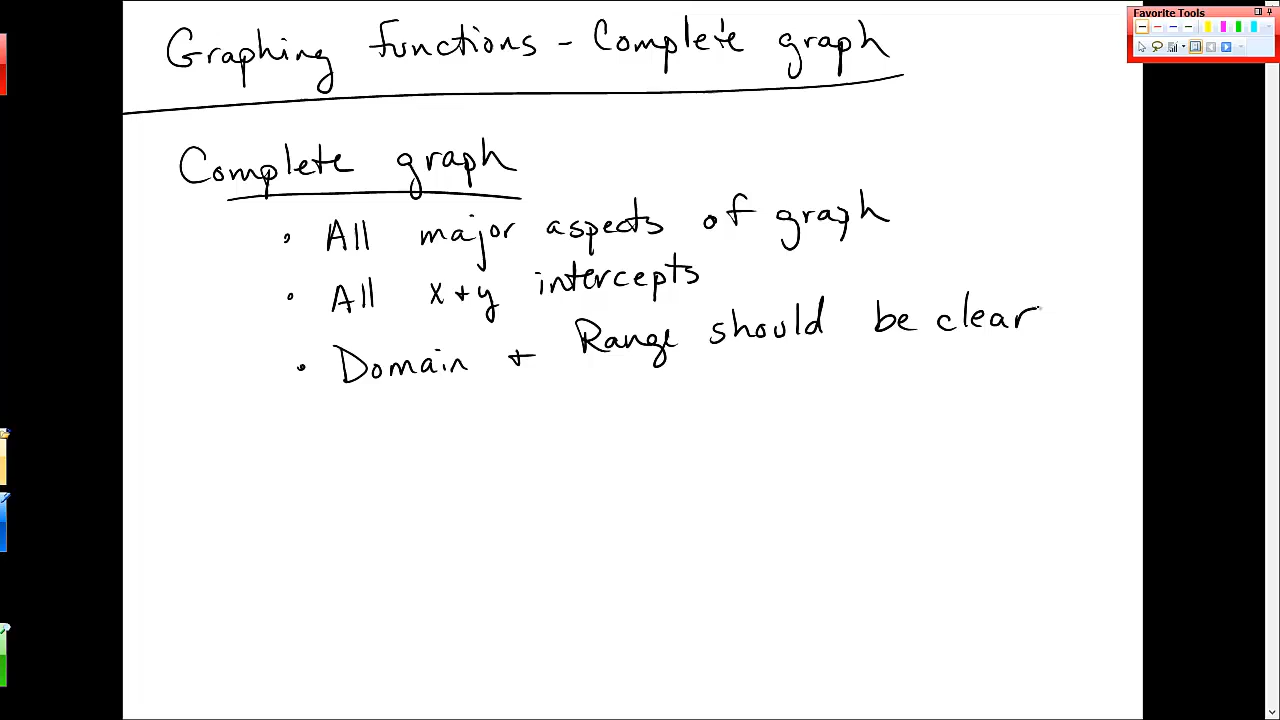 Graphing functions - Complete graph
Complete graph
• All major aspects of graph
• All x + y intercepts
• Domain + Range should be clear
Favorite Tools